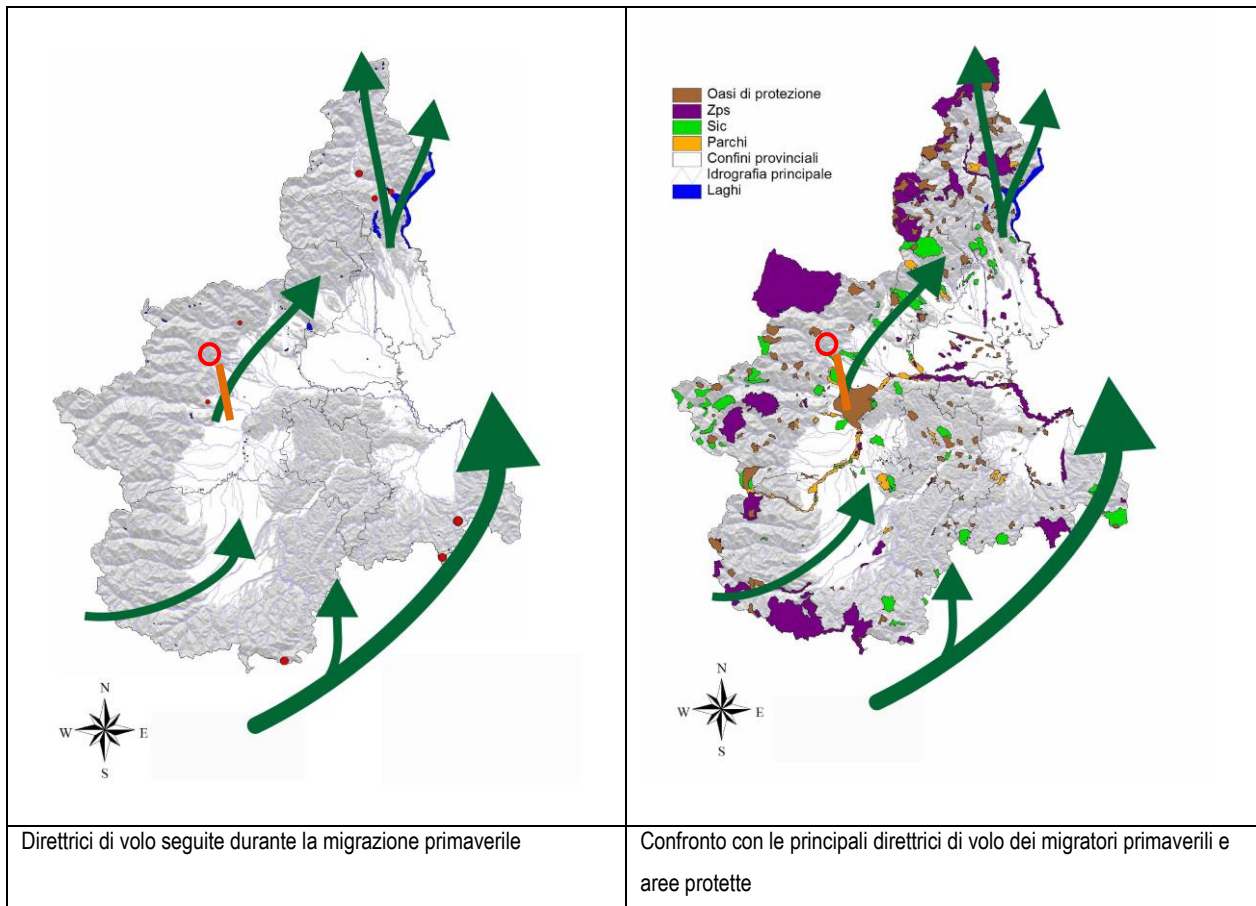 N
W
E
S
Oasi di protezione
Zps
Sic
Parchi
Confini provinciali
Idrografia principale
Laghi
N
W
E
S
Direttrici di volo seguite durante la migrazione primaverile
Confronto con le principali direttrici di volo dei migratori primaverili e
aree protette